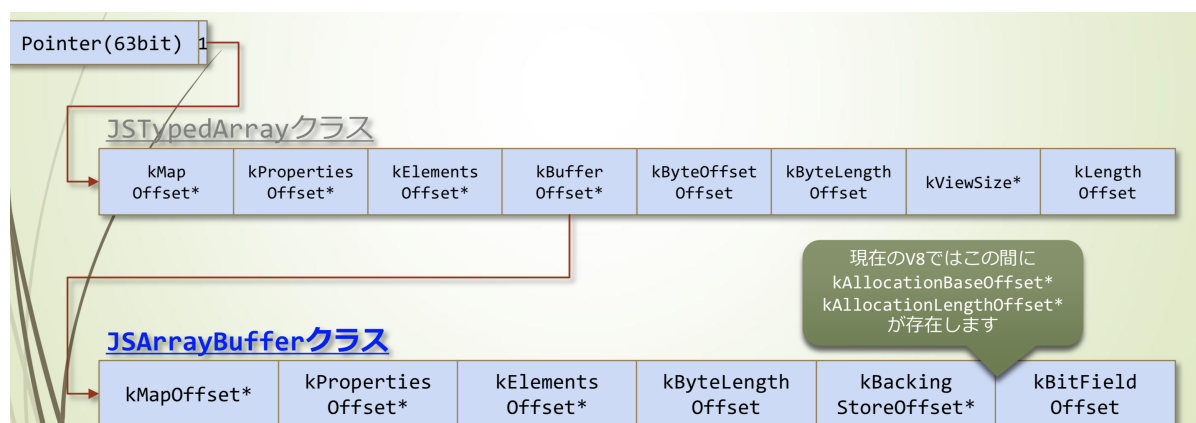 Pointer(63bit) 1
JSTypedArrayクラス
kMap kProperties kElements kBuffer kByteOffset kByteLength kViewSize* kLength
Offset* Offset* Offset* Offset* Offset Offset Offset
現在のV8ではこの間に
kAllocationBaseOffset*
kAllocationLengthOffset*
が存在します
JSArrayBufferクラス
kMapOffset* kProperties kElements kByteLength kBacking kBitField
Offset* Offset* Offset StoreOffset* Offset